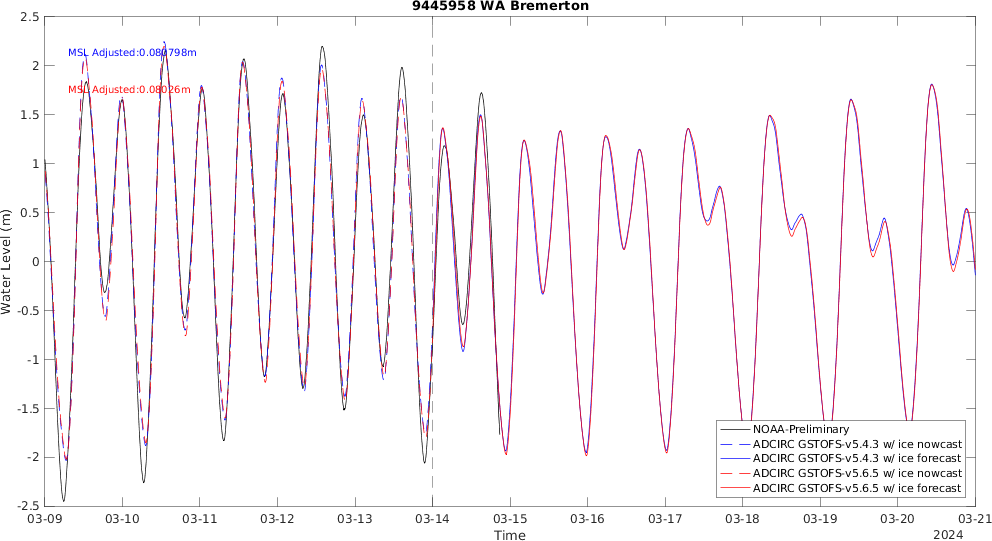 9445958 WA Bremerton
2.5
2
1.5
1
0.5
0
-0.5
-1
-1.5
-2
-2.5
Water Level (m)
MSL Adjusted:0.080798m
MSL Adjusted:0.08026m
NOAA-Preliminary
ADCIRC GSTOFS-v5.4.3 w/ ice nowcast
ADCIRC GSTOFS-v5.4.3 w/ ice forecast
ADCIRC GSTOFS-v5.6.5 w/ ice nowcast
ADCIRC GSTOFS-v5.6.5 w/ ice forecast
03-09 03-10 03-11 03-12 03-13 03-14 03-15 03-16 03-17 03-18 03-19 03-20 03-21
Time
2024